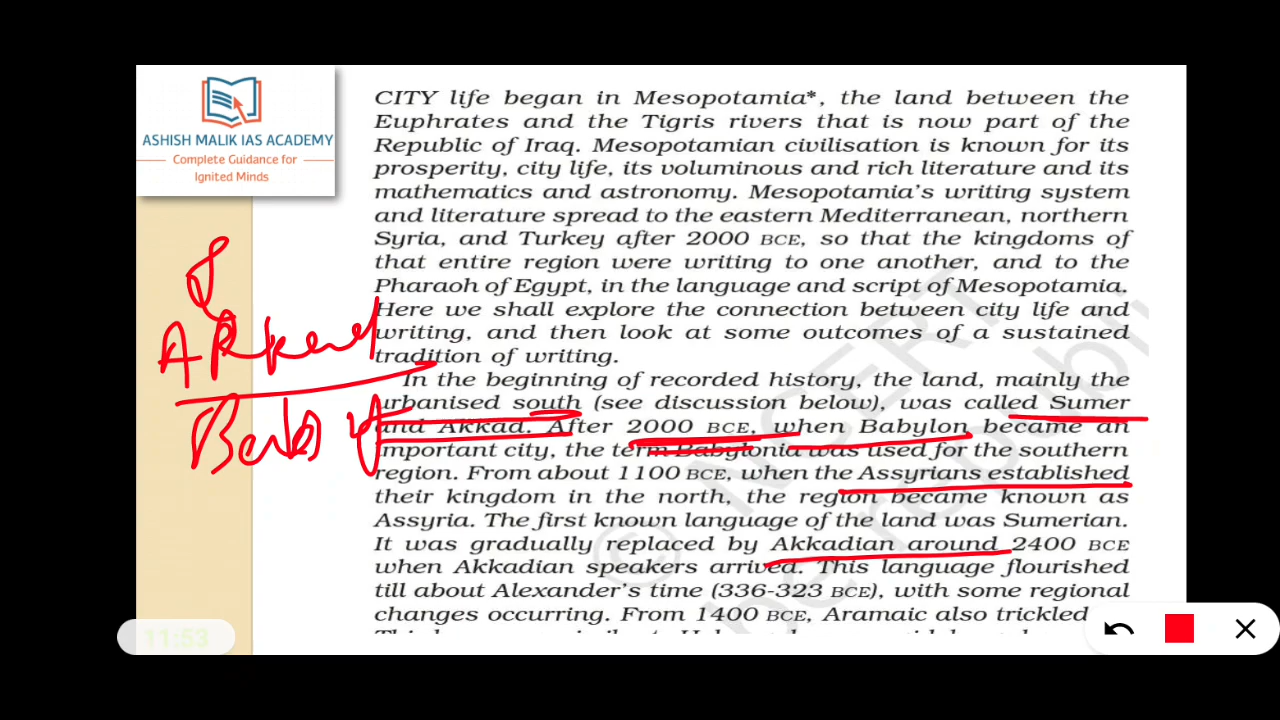 ASHISH MALIK IAS ACADEMY
Complete Guidance for
Ignited Minds
CITY life began in Mesopotamia*, the land between the
Euphrates and the Tigris rivers that is now part of the
Republic of Iraq. Mesopotamian civilisation is known for its
prosperity, city life, its voluminous and rich literature and its
mathematics and astronomy. Mesopotamia's writing system
and literature spread to the eastern Mediterranean, northern
Syria, and Turkey after 2000 BCE, so that the kingdoms of
that entire region were writing to one another, and to the
Pharaoh of Egypt, in the language and script of Mesopotamia.
Here we shall explore the connection between city life and
writing, and then look at some outcomes of a sustained
tradition of writing.
In the beginning of recorded history, the land, mainly the
urbanised south (see discussion below), was called Sumer
and Akkad. After 2000 BCE, when Babylon became an
important city, the term Babylonia was used for the southern
region. From about 1100 BCE, when the Assyrians established
their kingdom in the north, the region became known as
Assyria. The first known language of the land was Sumerian.
It was gradually replaced by Akkadian around 2400 BCE
when Akkadian speakers arrived. This language flourished
till about Alexander's time (336-323 BCE), with some regional
changes occurring. From 1400 BCE, Aramaic also trickled
Akkad
© NCERT
11:53